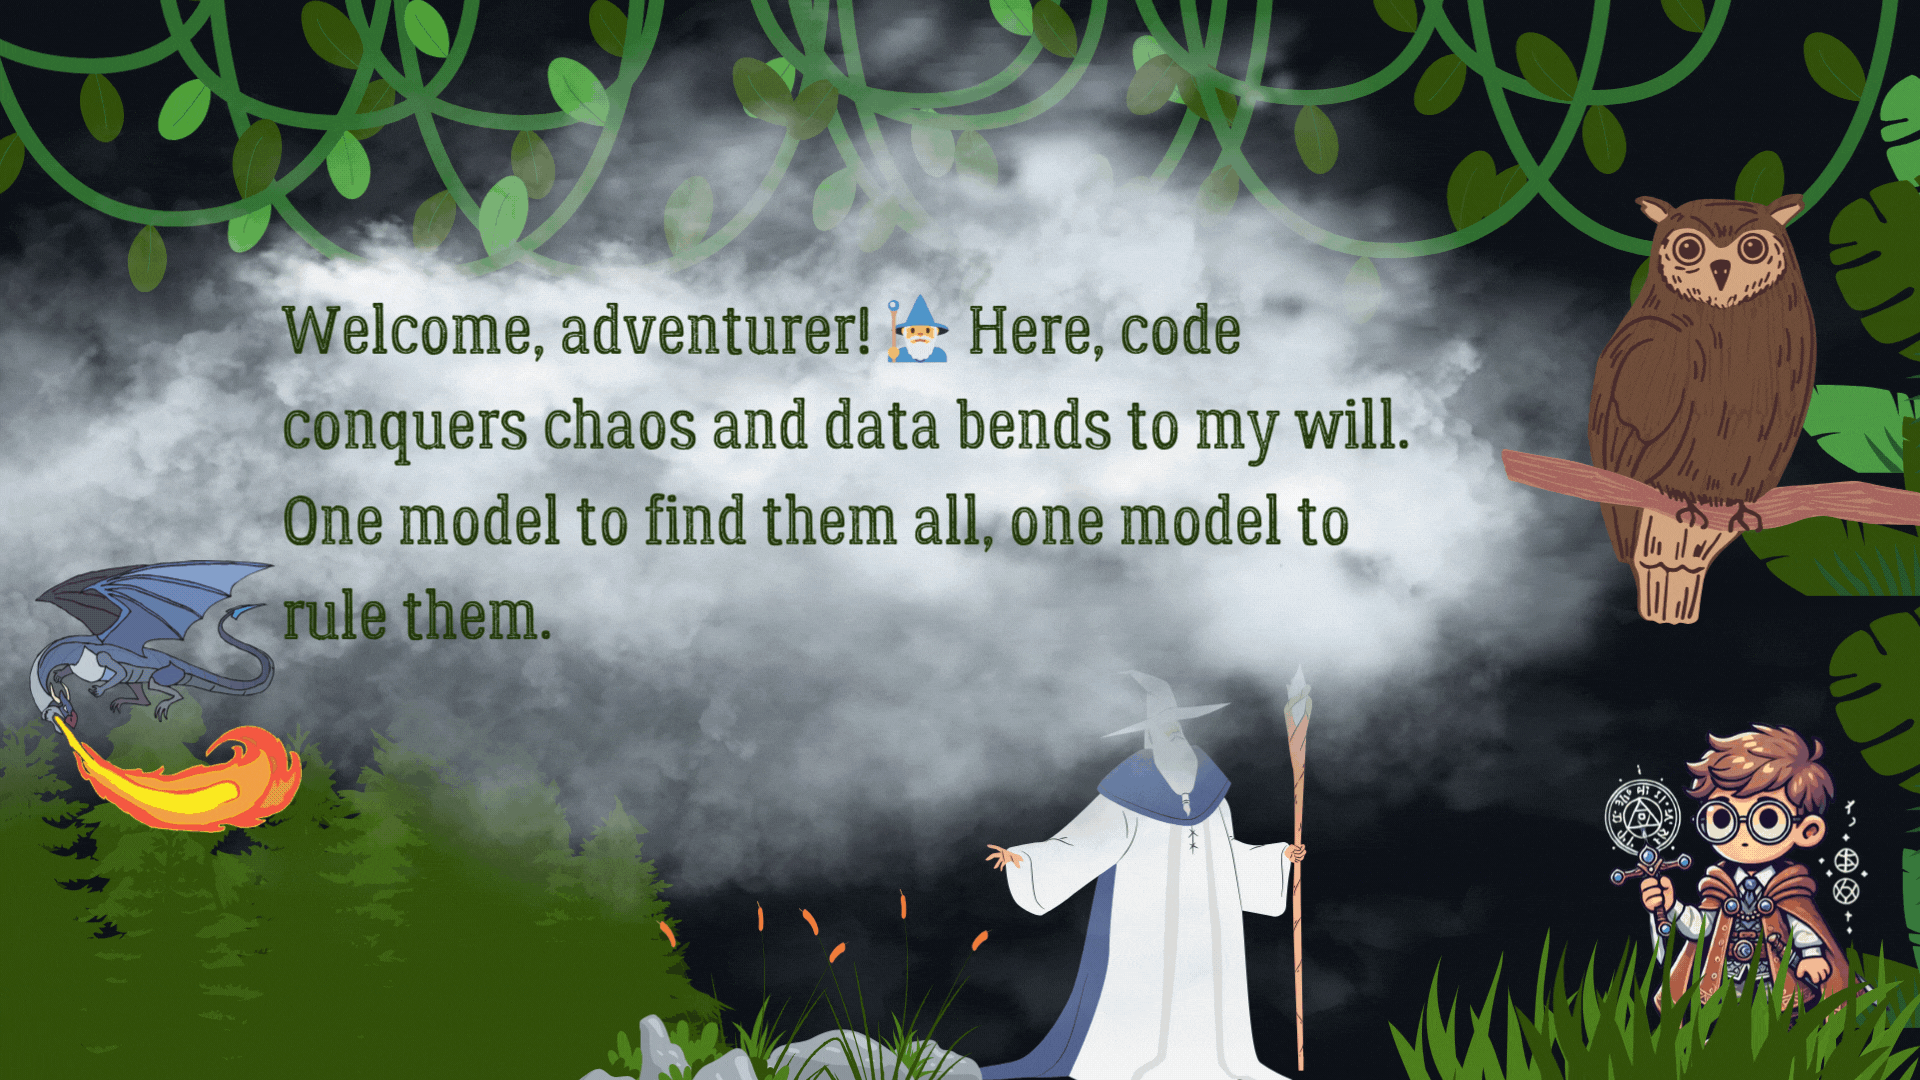 Welcome, adventurer!🧙‍♂️ Here, code
conquers chaos and data bends to my will.
One model to find them all, one model to
rule them.